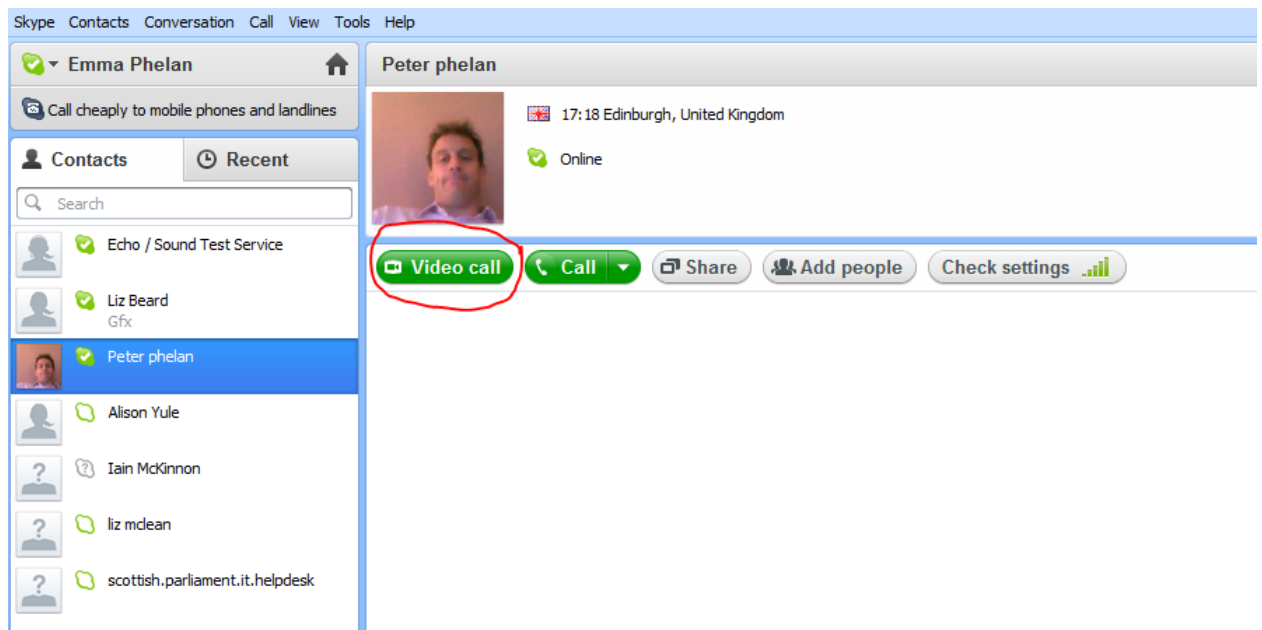 Skype Contacts Conversation Call View Tools Help
Emma Phelan
Call cheaply to mobile phones and landlines
Contacts Recent
Search
Echo / Sound Test Service
Liz Beard
Gfx
Peter phelan
Alison Yule
Iain McKinnon
liz mclean
scottish.parliament.it.helpdesk
Peter phelan
17:18 Edinburgh, United Kingdom
Online
Video call Call Share Add people Check settings